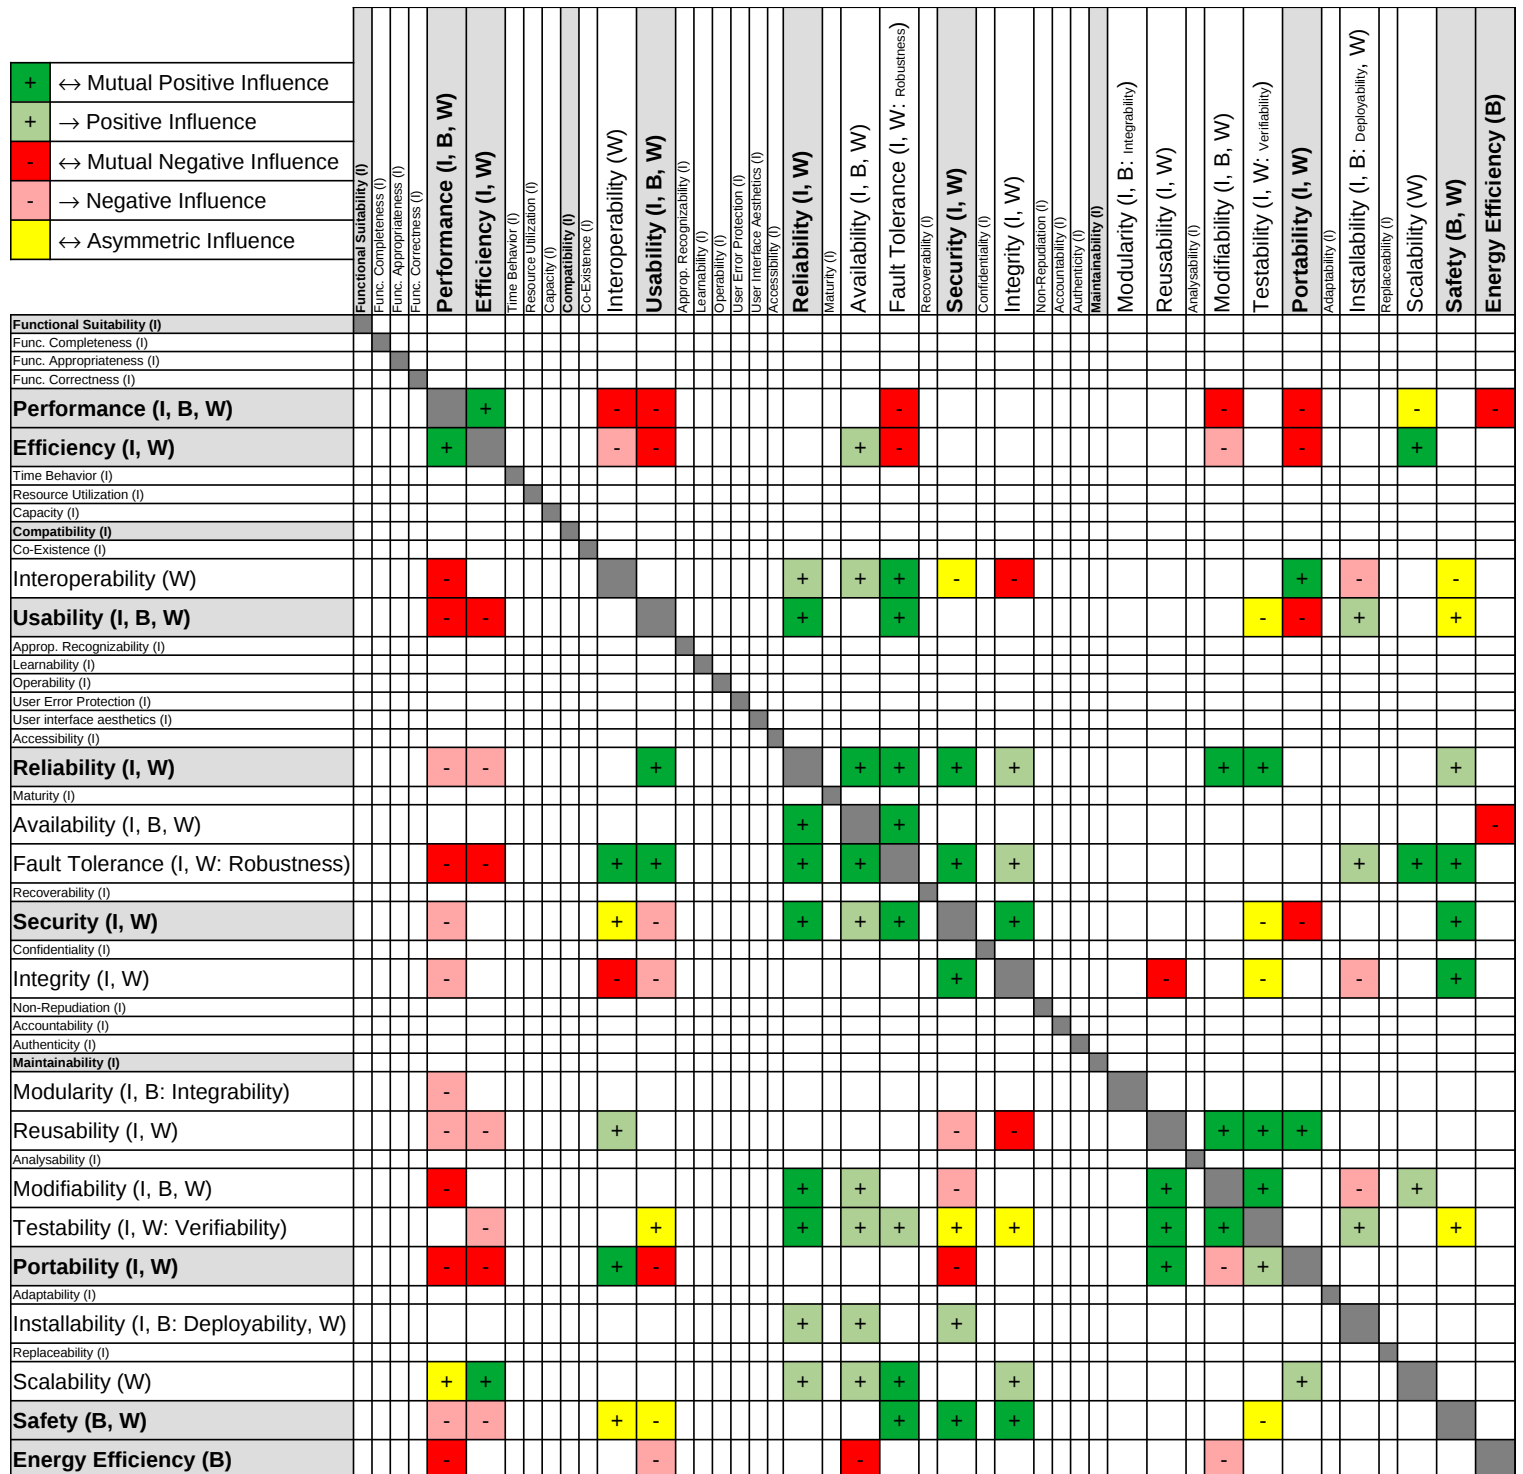 + ↔ Mutual Positive Influence
+ → Positive Influence
- ↔ Mutual Negative Influence
- → Negative Influence
↔ Asymmetric Influence
Functional Suitability (I)
Func. Completeness (I)
Func. Appropriateness (I)
Func. Correctness (I)
Performance (I, B, W)
Efficiency (I, W)
Time Behavior (I)
Resource Utilization (I)
Capacity (I)
Compatibility (I)
Co-Existence (I)
Interoperability (W)
Usability (I, B, W)
Approp. Recognizability (I)
Learnability (I)
Operability (I)
User Error Protection (I)
User Interface Aesthetics (I)
Accessibility (I)
Reliability (I, W)
Maturity (I)
Availability (I, B, W)
Fault Tolerance (I, W: Robustness)
Recoverability (I)
Security (I, W)
Confidentiality (I)
Integrity (I, W)
Non-Repudiation (I)
Accountability (I)
Authenticity (I)
Maintainability (I)
Modularity (I, B: Integrability)
Reusability (I, W)
Analysability (I)
Modifiability (I, B, W)
Testability (I, W: Verifiability)
Portability (I, W)
Adaptability (I)
Installability (I, B: Deployability, W)
Replaceability (I)
Scalability (W)
Safety (B, W)
Energy Efficiency (B)
Functional Suitability (I)
Func. Completeness (I)
Func. Appropriateness (I)
Func. Correctness (I)
Performance (I, B, W) + - - - - - - -
Efficiency (I, W) + - - + - - - +
Time Behavior (I)
Resource Utilization (I)
Capacity (I)
Compatibility (I)
Co-Existence (I)
Interoperability (W) - + + + - - + - -
Usability (I, B, W) - - + + - - + +
Approp. Recognizability (I)
Learnability (I)
Operability (I)
User Error Protection (I)
User interface aesthetics (I)
Accessibility (I)
Reliability (I, W) - - + + + + + + + +
Maturity (I)
Availability (I, B, W) + + -
Fault Tolerance (I, W: Robustness) - - + + + + + + + + +
Recoverability (I)
Security (I, W) - + - + + + + - - +
Confidentiality (I)
Integrity (I, W) - - - + - - - +
Non-Repudiation (I)
Accountability (I)
Authenticity (I)
Maintainability (I)
Modularity (I, B: Integrability) -
Reusability (I, W) - - + - - + + +
Analysability (I)
Modifiability (I, B, W) - + + - + + - +
Testability (I, W: Verifiability) - + + + + + + + + + +
Portability (I, W) - - + - - + - +
Adaptability (I)
Installability (I, B: Deployability, W) + + +
Replaceability (I)
Scalability (W) + + + + + + +
Safety (B, W) - - + - + + + -
Energy Efficiency (B) - - - -